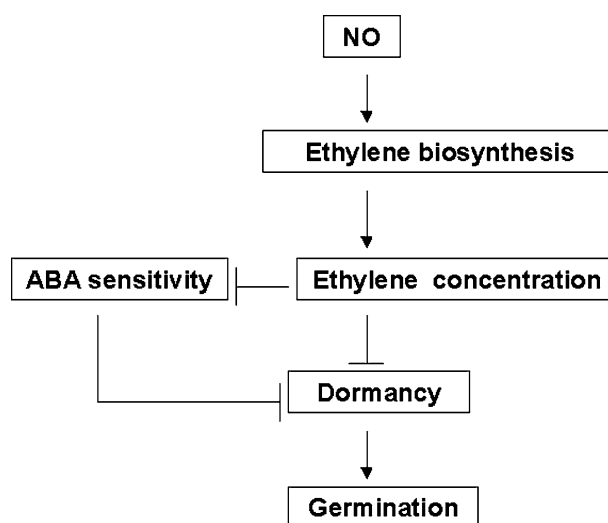 NO
Ethylene biosynthesis
ABA sensitivity
Ethylene concentration
Dormancy
Germination